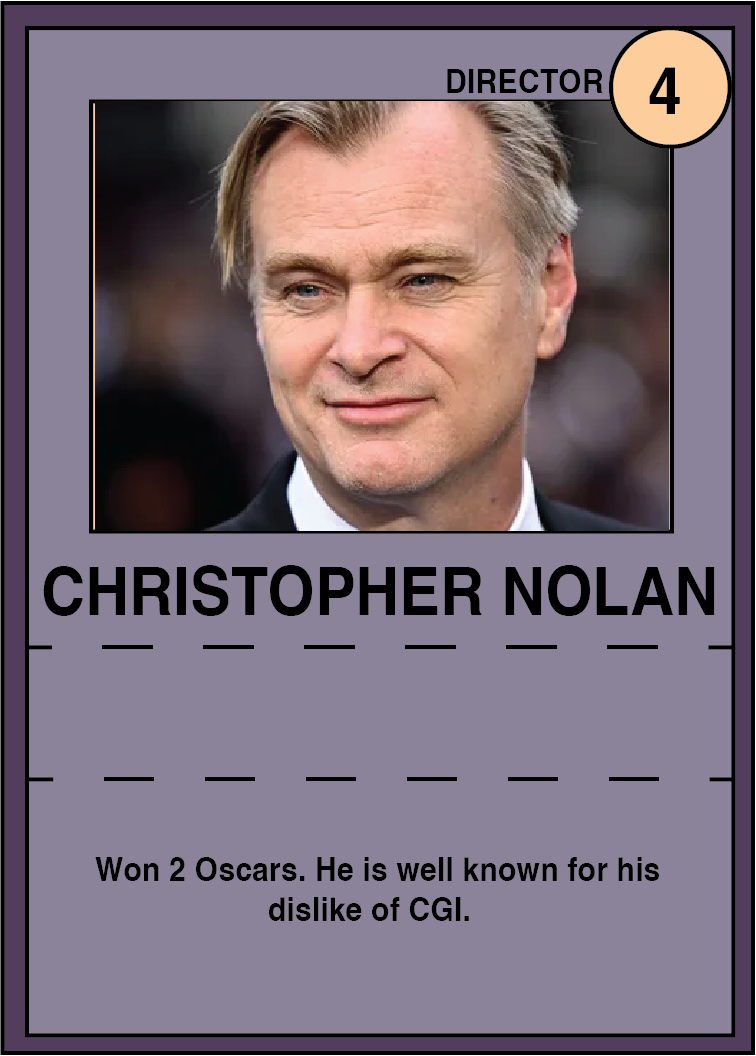 DIRECTOR 4
CHRISTOPHER NOLAN
Won 2 Oscars. He is well known for his
dislike of CGI.